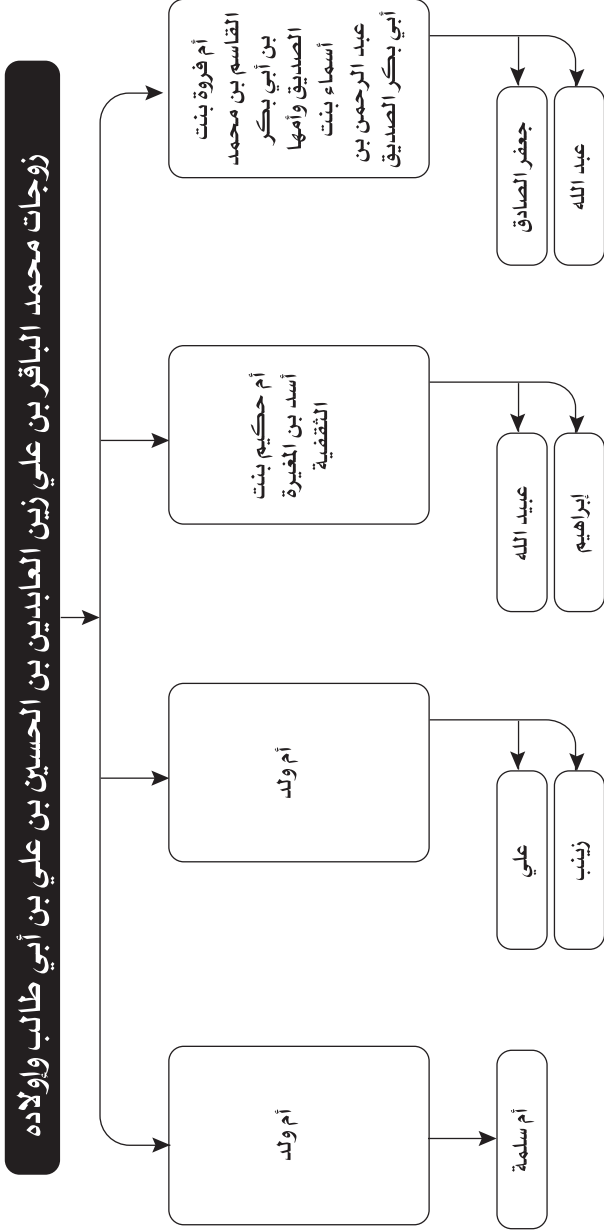 زوجات محمد الباقر بن علي زين العابدين بن الحسين بن علي بن أبي طالب وإولاده
أم فروة بنت
القاسم بن محمد
بن أبي بكر
الصديق وأمها
أسماء بنت
عبد الرحمن بن
أبي بكر الصديق
جعفر الصادق
عبد الله
أم حكيم بنت
أسد بن المغيرة
الثقفية
عبيد الله
إبراهيم
أم ولد
علي
زينب
أم ولد
أم سلمة